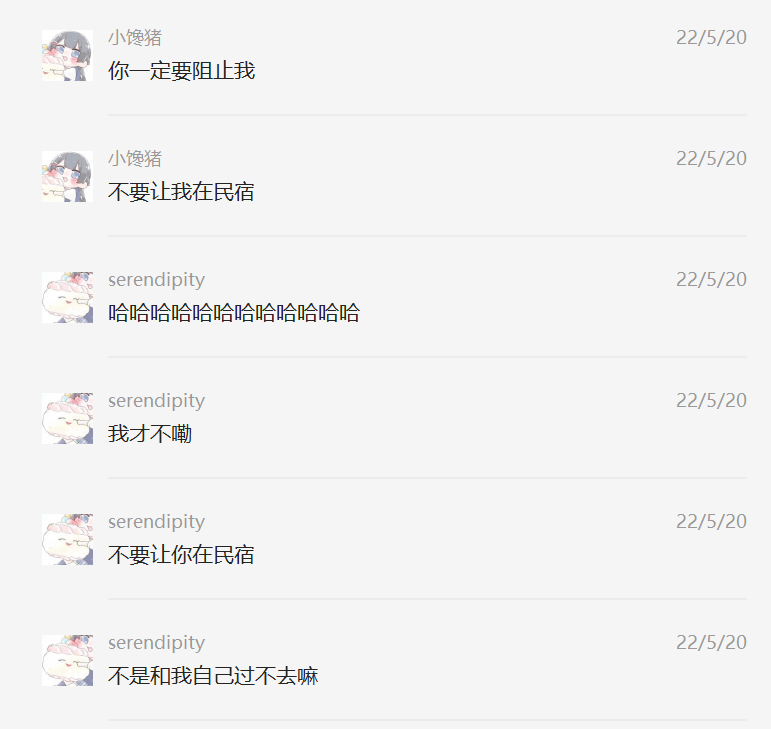 小馋猪 22/5/20
你一定要阻止我
小馋猪 22/5/20
不要让我在民宿
serendipity 22/5/20
哈哈哈哈哈哈哈哈哈哈哈哈
serendipity 22/5/20
我才不嘞
serendipity 22/5/20
不要让你在民宿
serendipity 22/5/20
不是和我自己过不去嘛